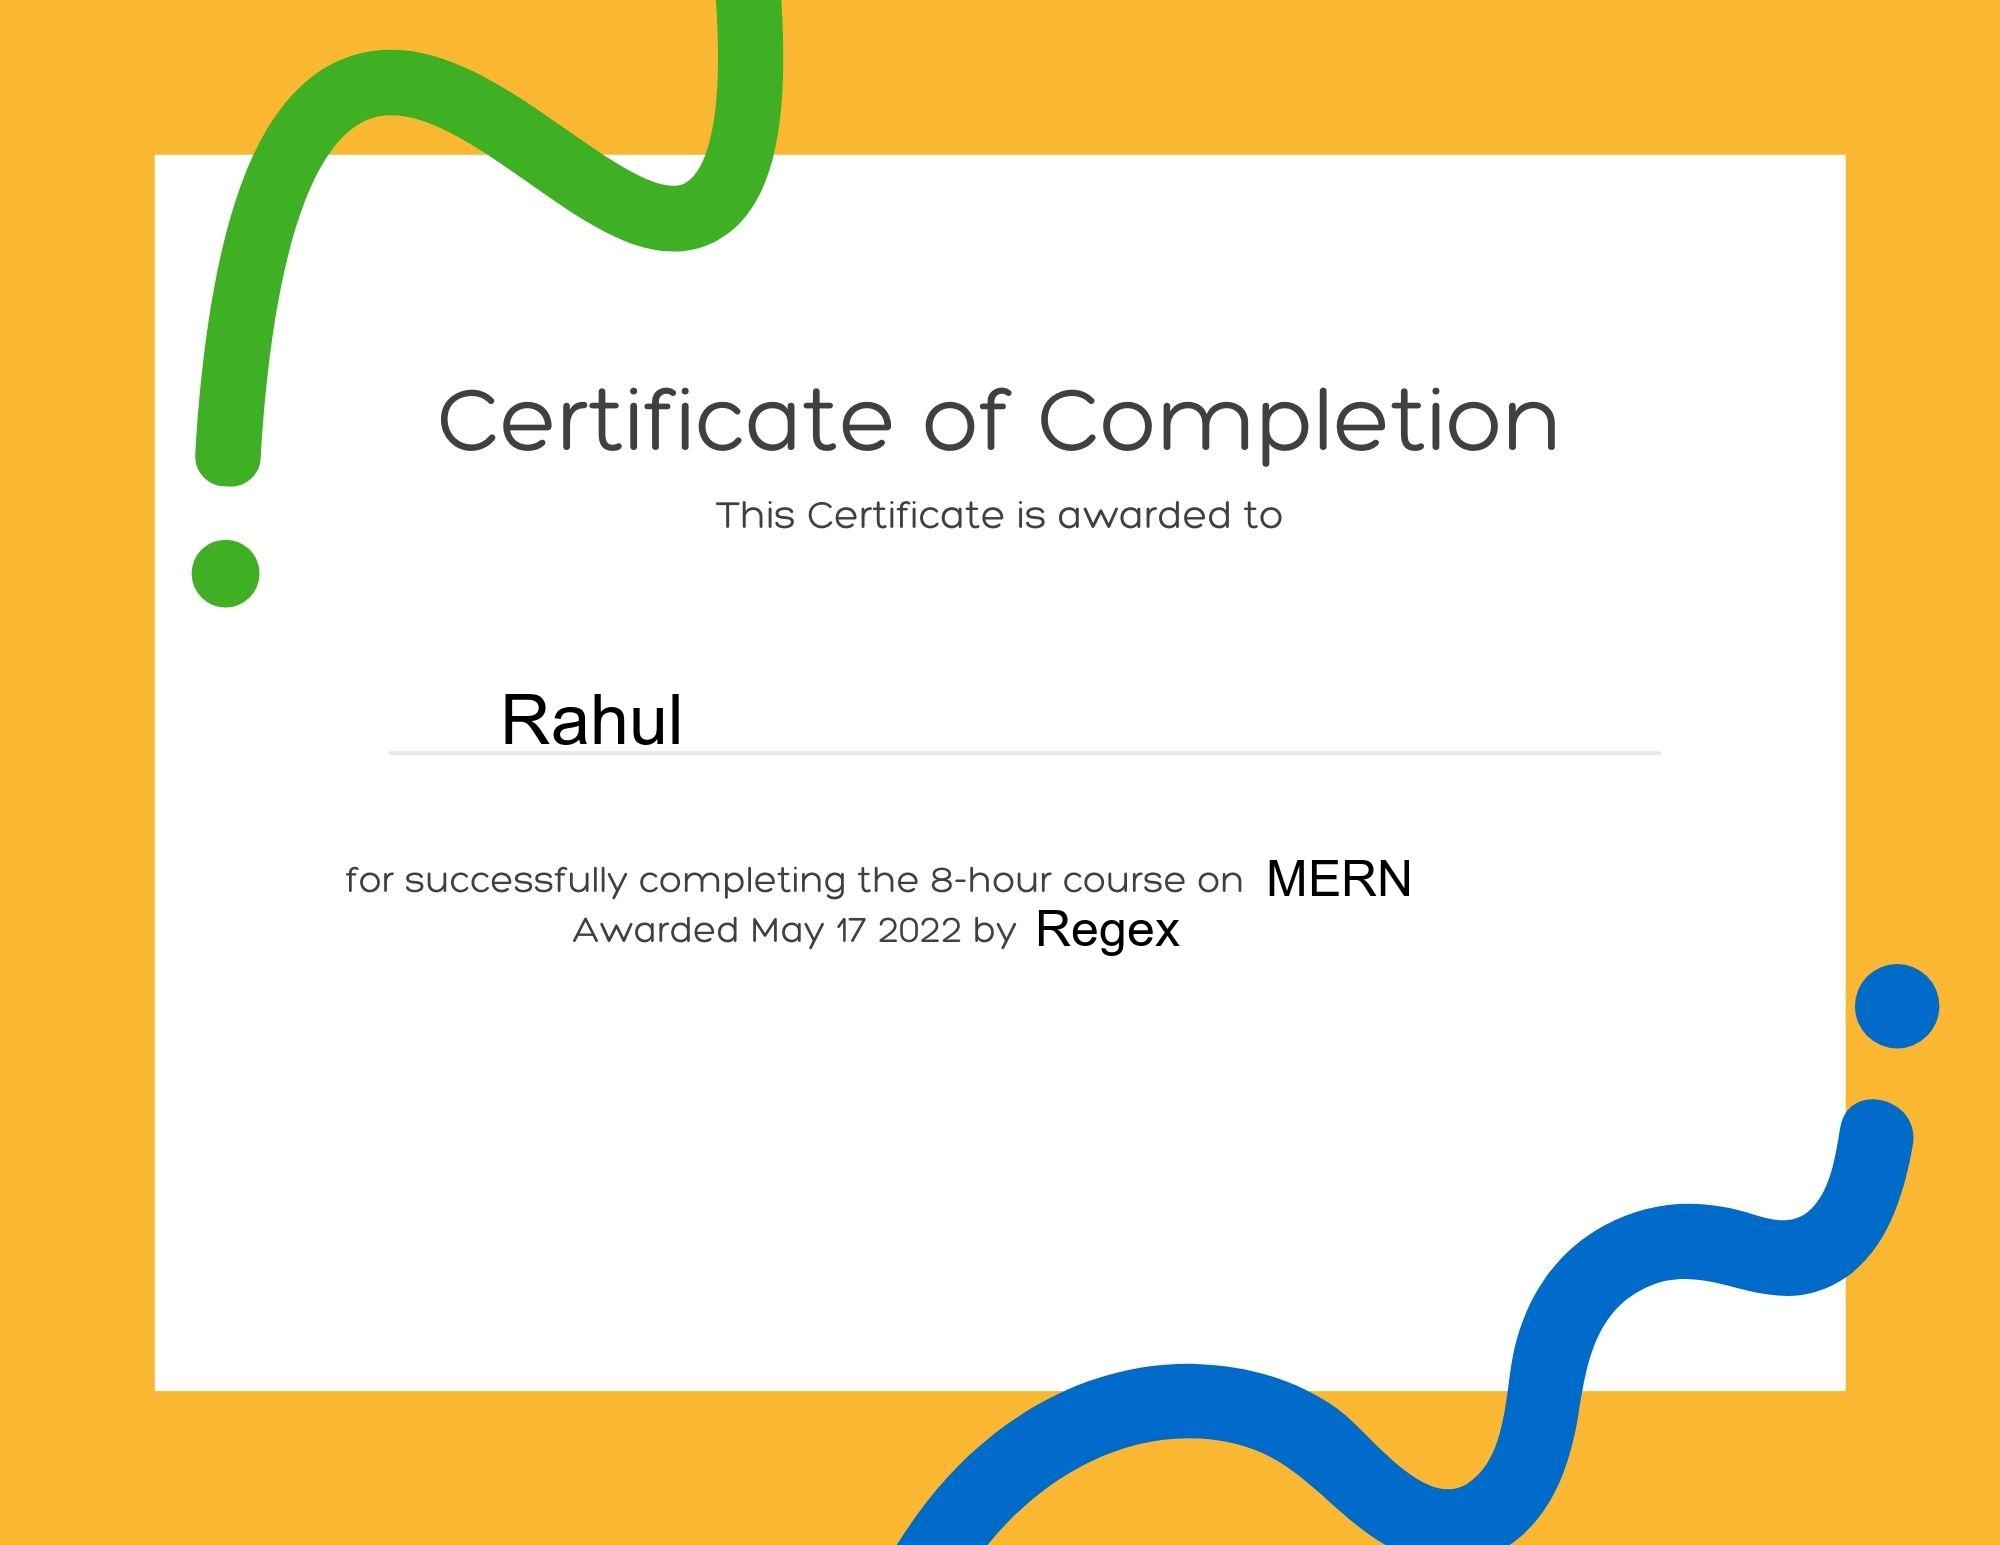 Certificate of Completion
This Certificate is awarded to
Rahul
for successfully completing the 8-hour course on MERN
Awarded May 17 2022 by Regex